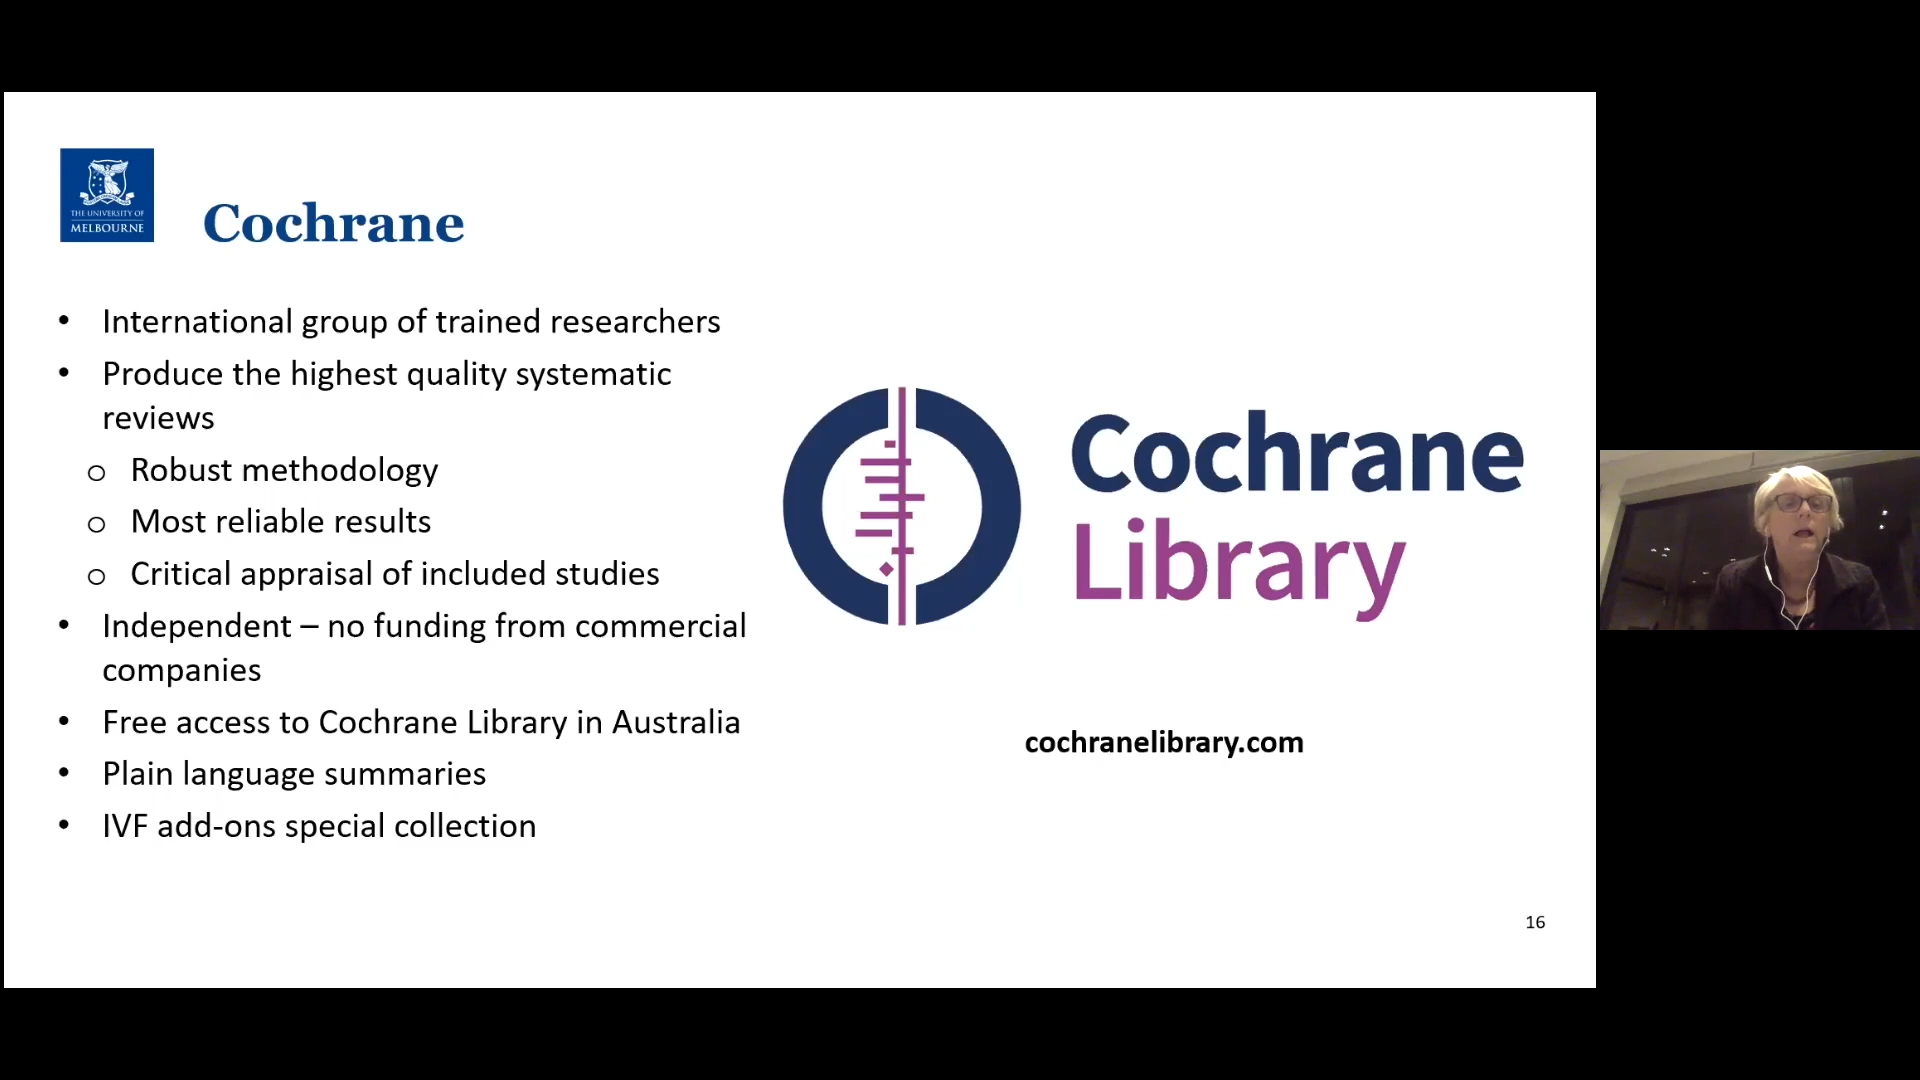 THE UNIVERSITY OF
MELBOURNE
Cochrane
• International group of trained researchers
• Produce the highest quality systematic
reviews
o Robust methodology
o Most reliable results
o Critical appraisal of included studies
• Independent – no funding from commercial
companies
• Free access to Cochrane Library in Australia
• Plain language summaries
• IVF add-ons special collection
Cochrane
Library
cochranelibrary.com
16